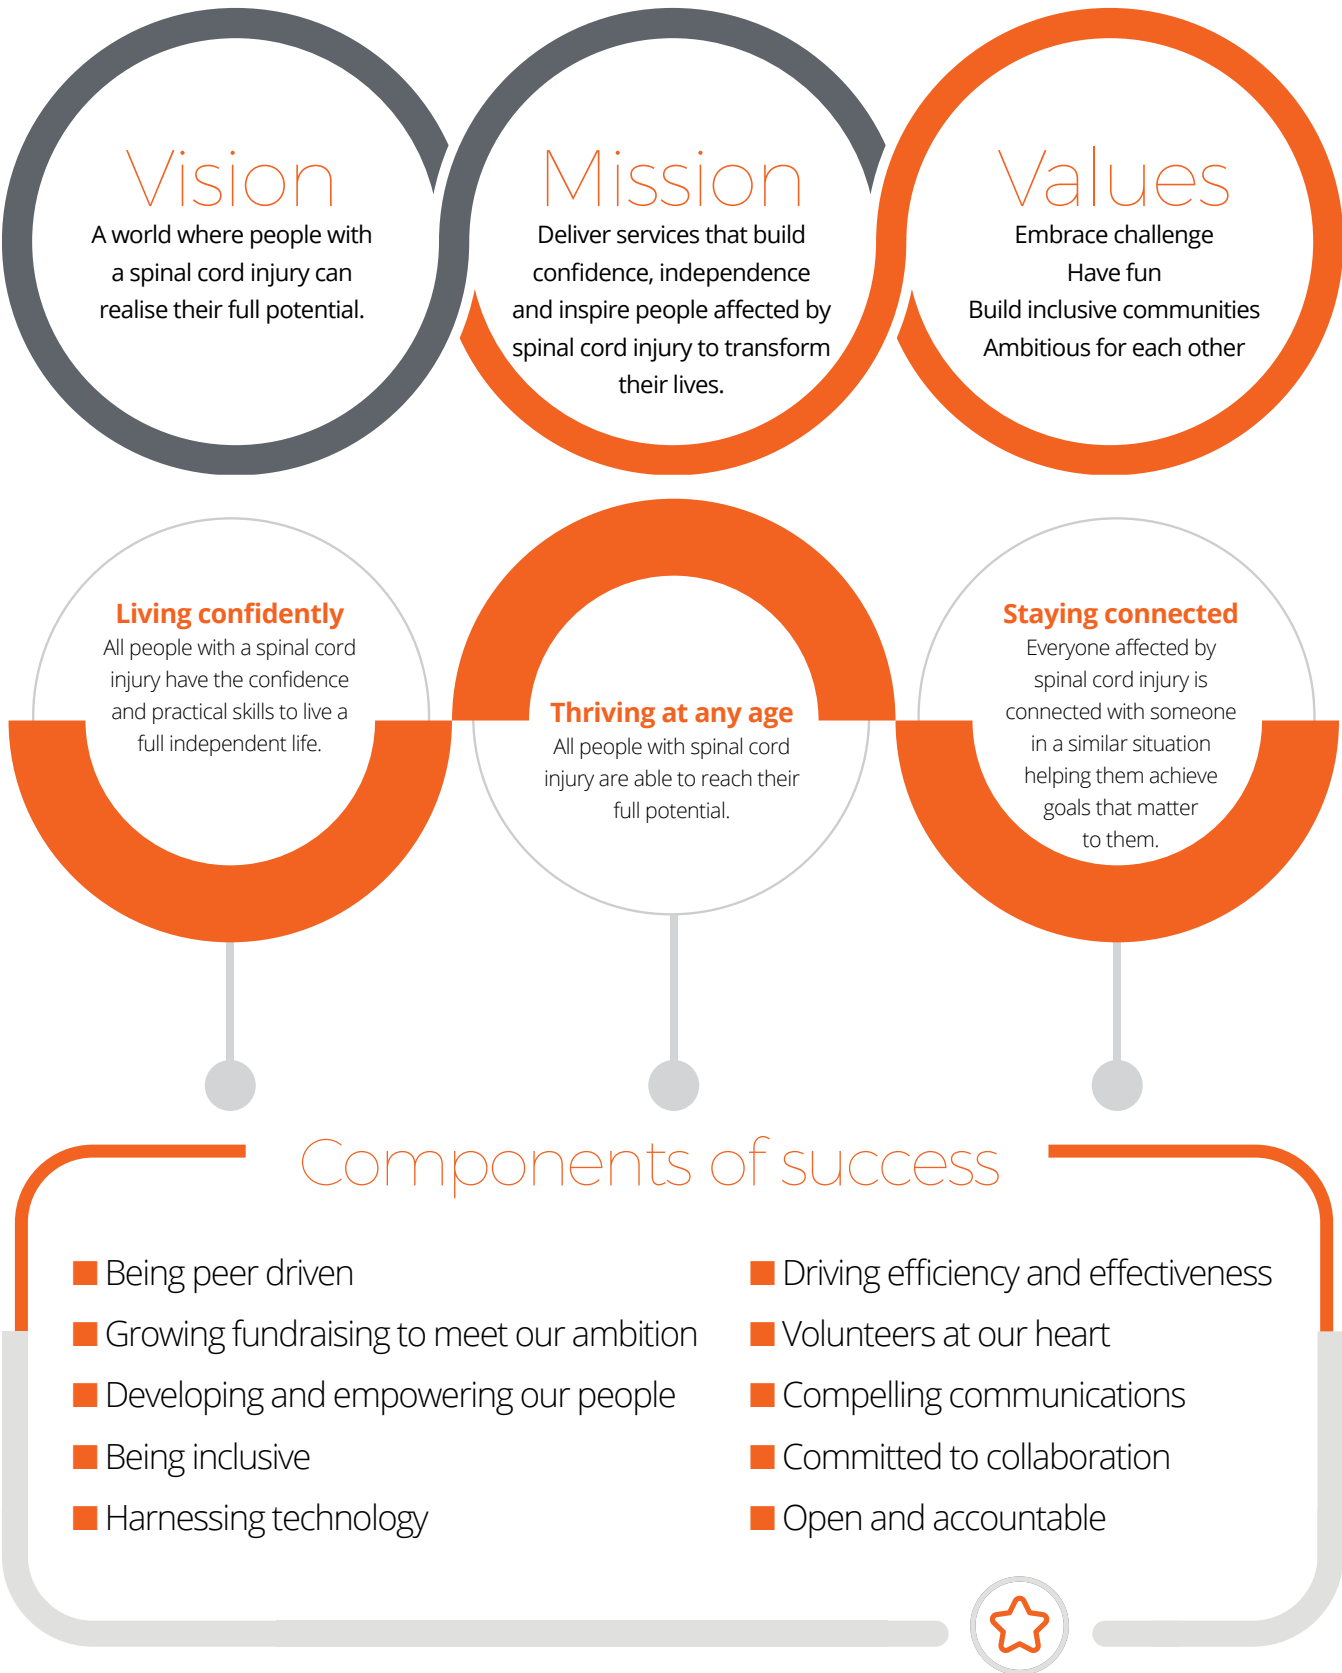 Vision
A world where people with
a spinal cord injury can
realise their full potential.
Mission
Deliver services that build
confidence, independence
and inspire people affected by
spinal cord injury to transform
their lives.
Values
Embrace challenge
Have fun
Build inclusive communities
Ambitious for each other
Living confidently
All people with a spinal cord
injury have the confidence
and practical skills to live a
full independent life.
Thriving at any age
All people with spinal cord
injury are able to reach their
full potential.
Staying connected
Everyone affected by
spinal cord injury is
connected with someone
in a similar situation
helping them achieve
goals that matter
to them.
Components of success
Being peer driven
Growing fundraising to meet our ambition
Developing and empowering our people
Being inclusive
Harnessing technology
Driving efficiency and effectiveness
Volunteers at our heart
Compelling communications
Committed to collaboration
Open and accountable